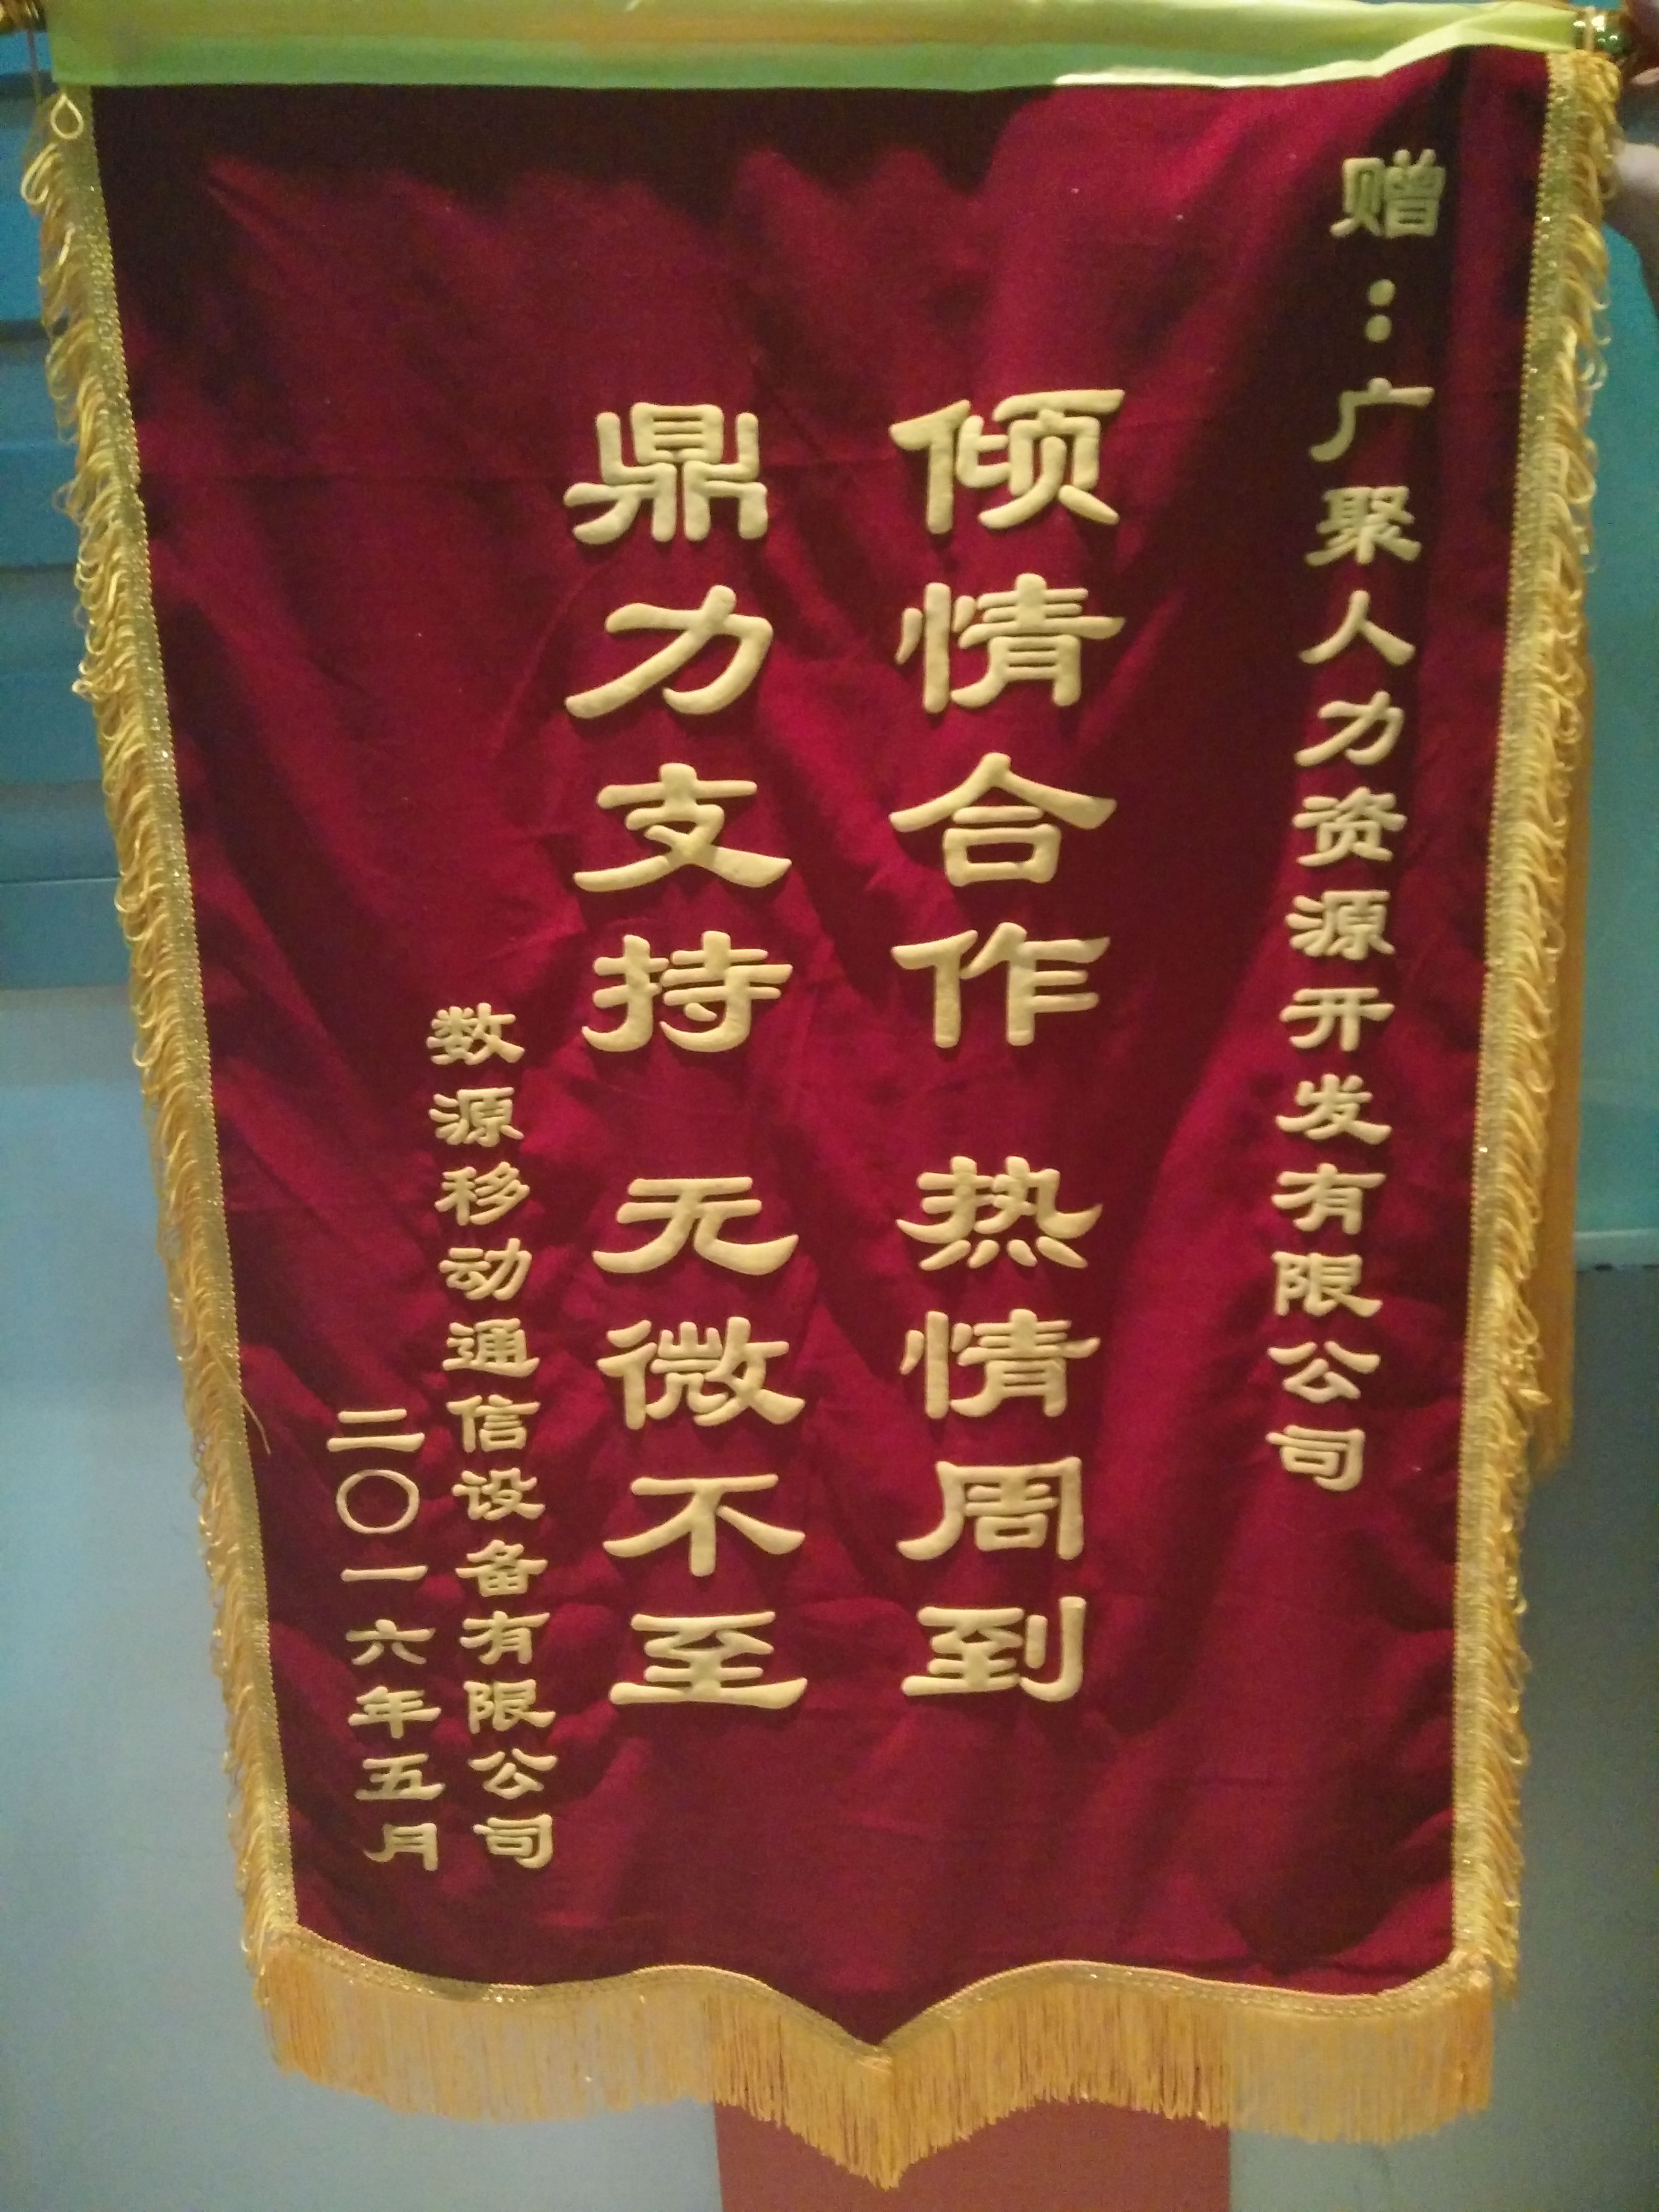 赠：广聚人力资源开发有限公司
倾情合作 热情周到
鼎力支持 无微不至
数源移动通信设备有限公司
二〇一六年五月